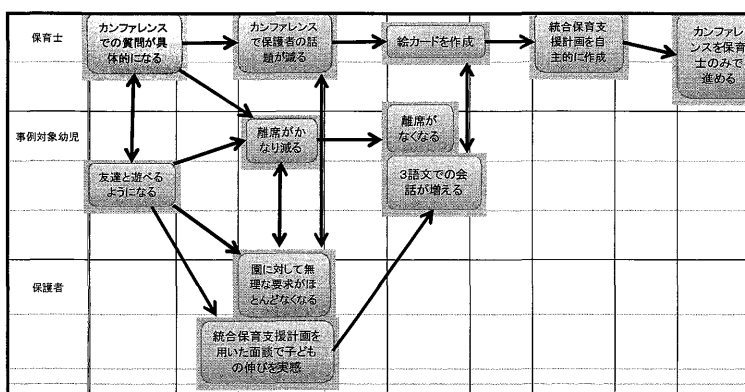 保育士
カンファレンス
での質問が具
体的になる
カンファレンス
で保護者の話
題が減る
絵カードを作成
統合保育支
援計画を自
主的に作成
カンファレ
ンスを保育
士のみで
進める
事例対象幼児
離席がか
なり減る
離席が
なくなる
友達と遊べる
ようになる
3語文での会
話が増える
保護者
園に対して無
理な要求がほ
とんどなくなる
統合保育支援計画を
用いた面談で子ども
の伸びを実感